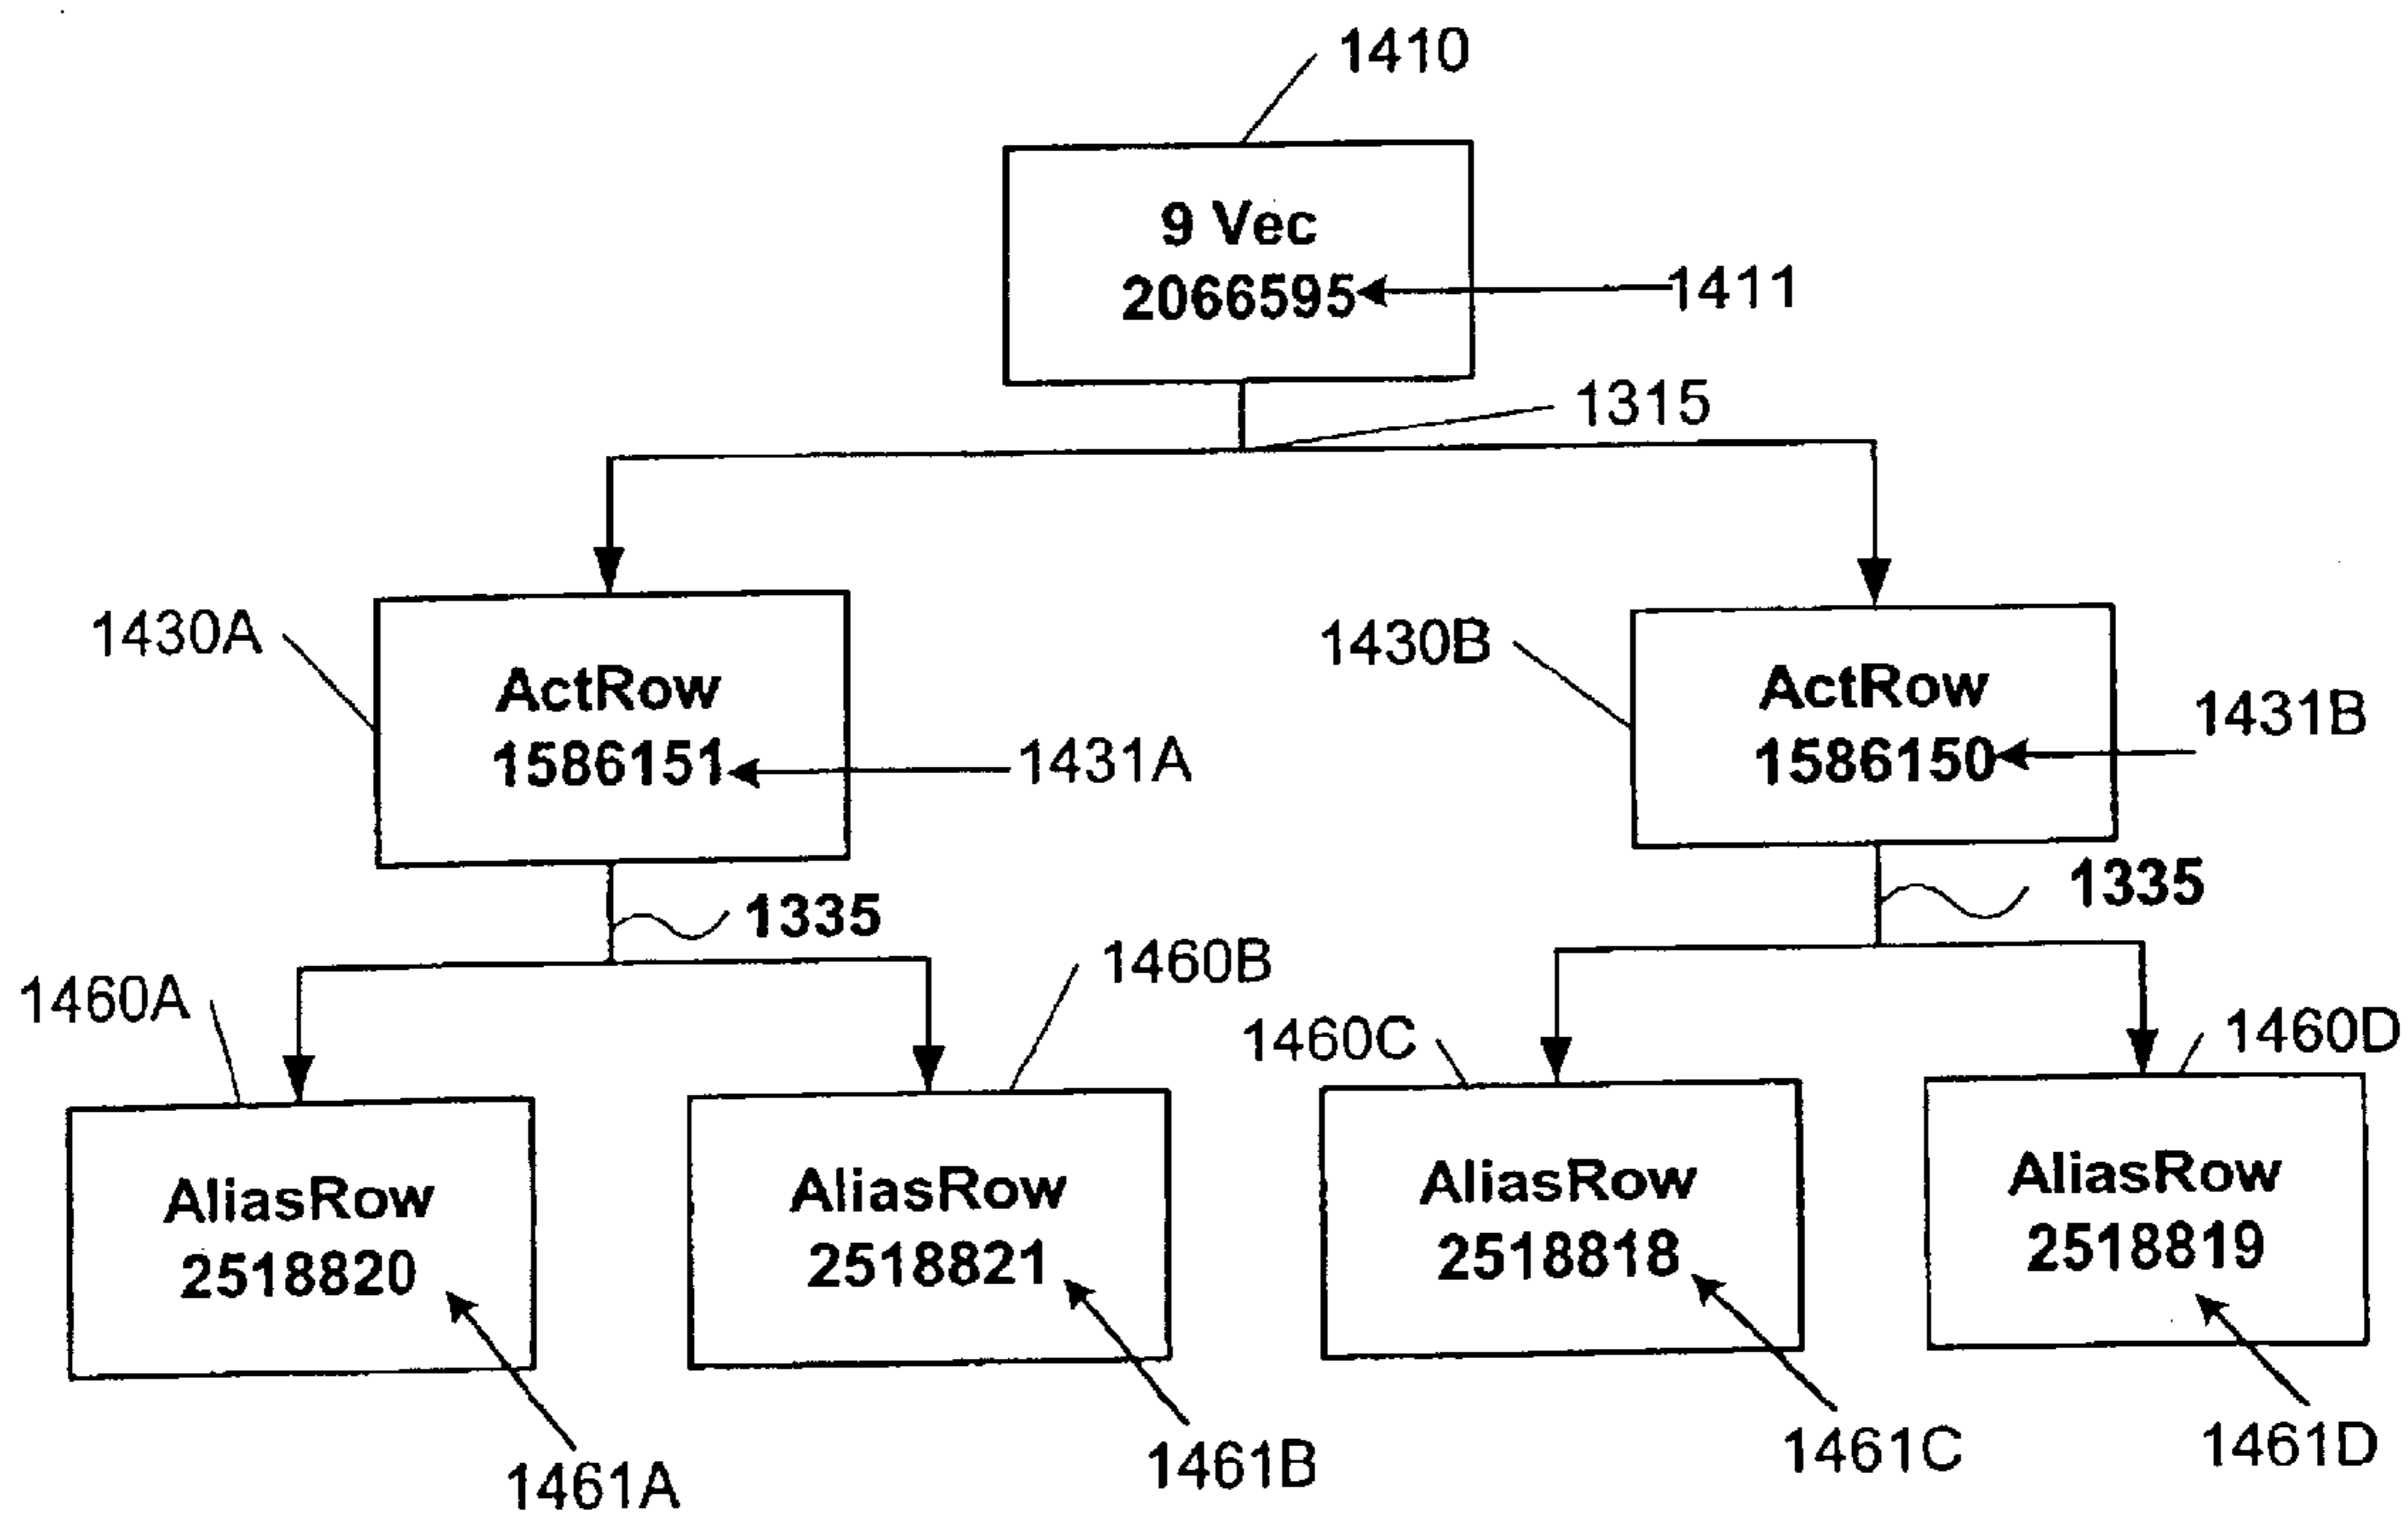 1410
9 Vec
2066595
1411
1315
1430A
ActRow
1586151
1431A
1430B
ActRow
1586150
1431B
1335
1335
1460A
1460B
1460C
1460D
AliasRow
2518820
AliasRow
2518821
AliasRow
2518818
AliasRow
2518819
1461A
1461B
1461C
1461D